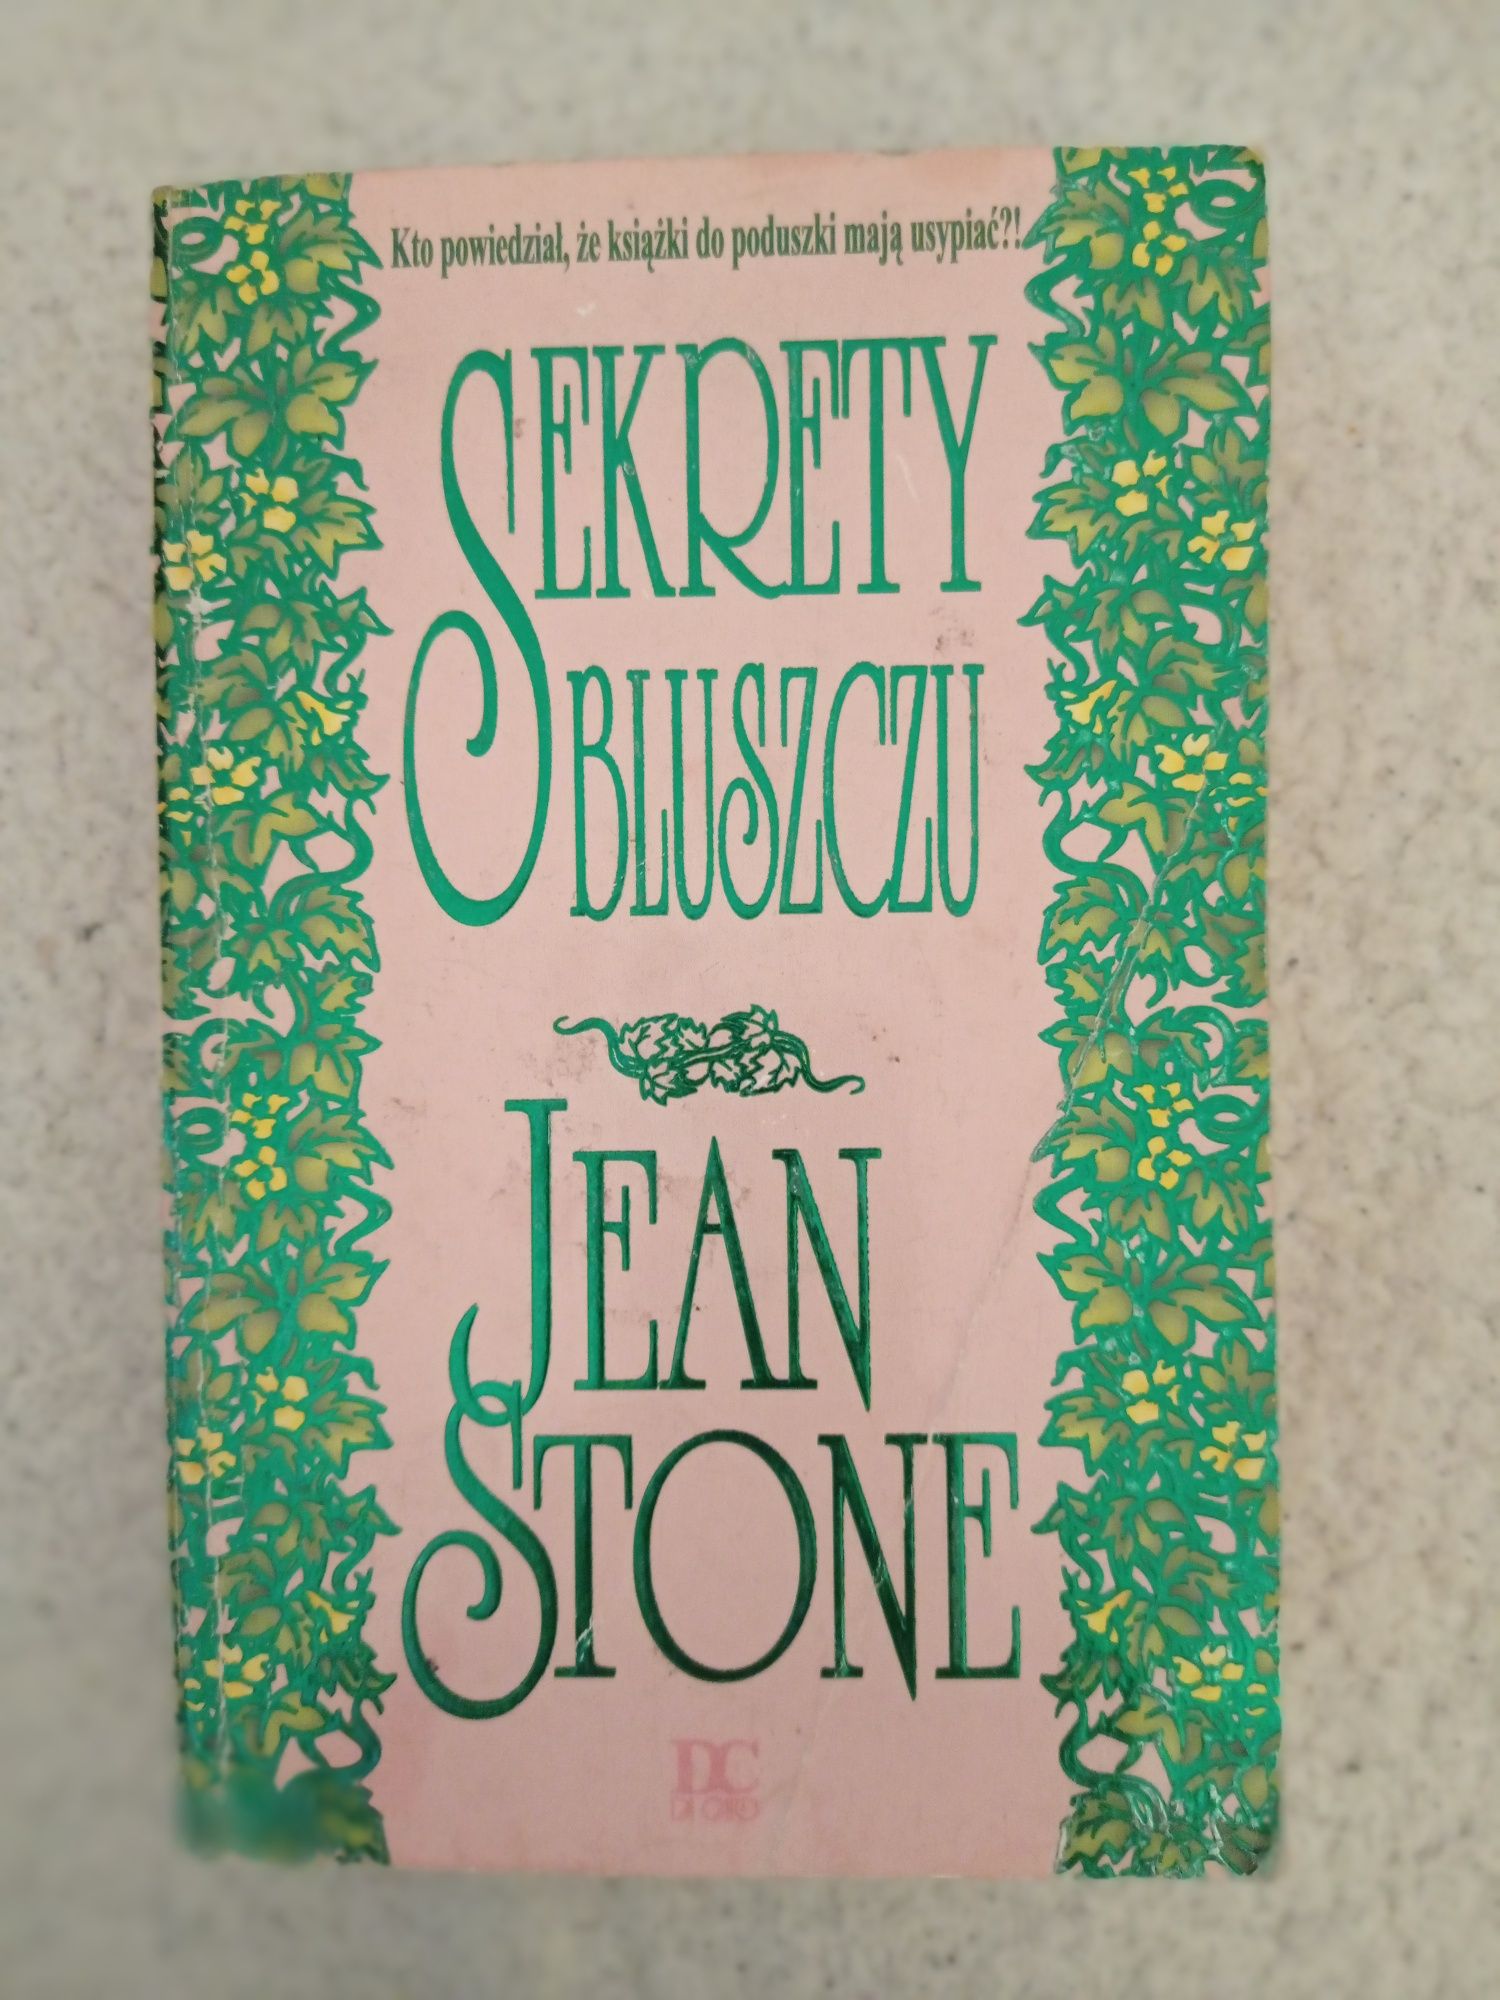 Kto powiedział, że książki do poduszki mają usypiać?!
SEKRETY
BLUSZCZU
JEAN
STONE
DC